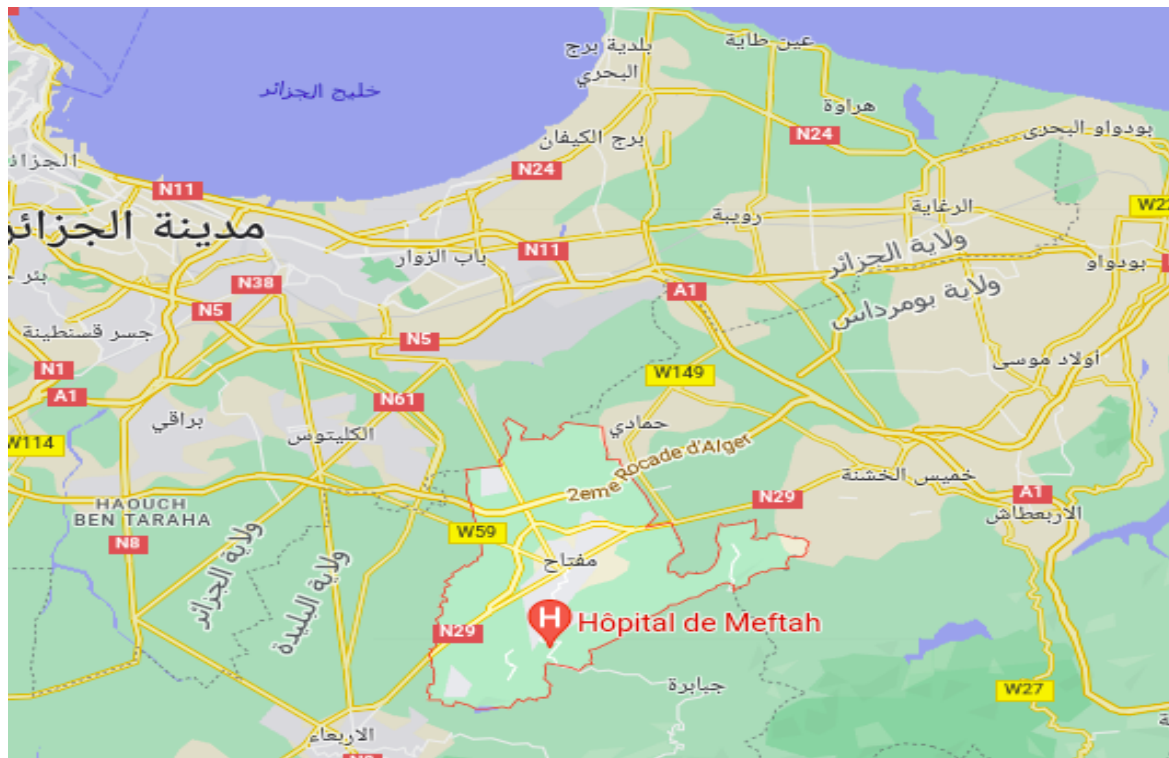 عين طاية
بلدية برج
البحري
خليج الجزائر
هراوة
N24
بودواو البحري
برج الكيفان
N24
N11
الرغاية
رويبة
مدينة الجزائر
N11
باب الزوار
ولاية الجزائر
بودواو
N38
ولاية بومرداس
A1
N5
جسر قسنطينة
N5
أولاد موسى
N1
W149
A1
N61
براقي
حمادي
W114
الكليتوس
2eme Rocade d'Alger
خميس الخشنة
A1
N29
HAOUCH
BEN TARAHA
الاربعطاش
W59
N8
ولاية الجزائر
ولاية البليدة
مفتاح
H
Hôpital de Meftah
N29
جبابرة
W27
الاربعاء